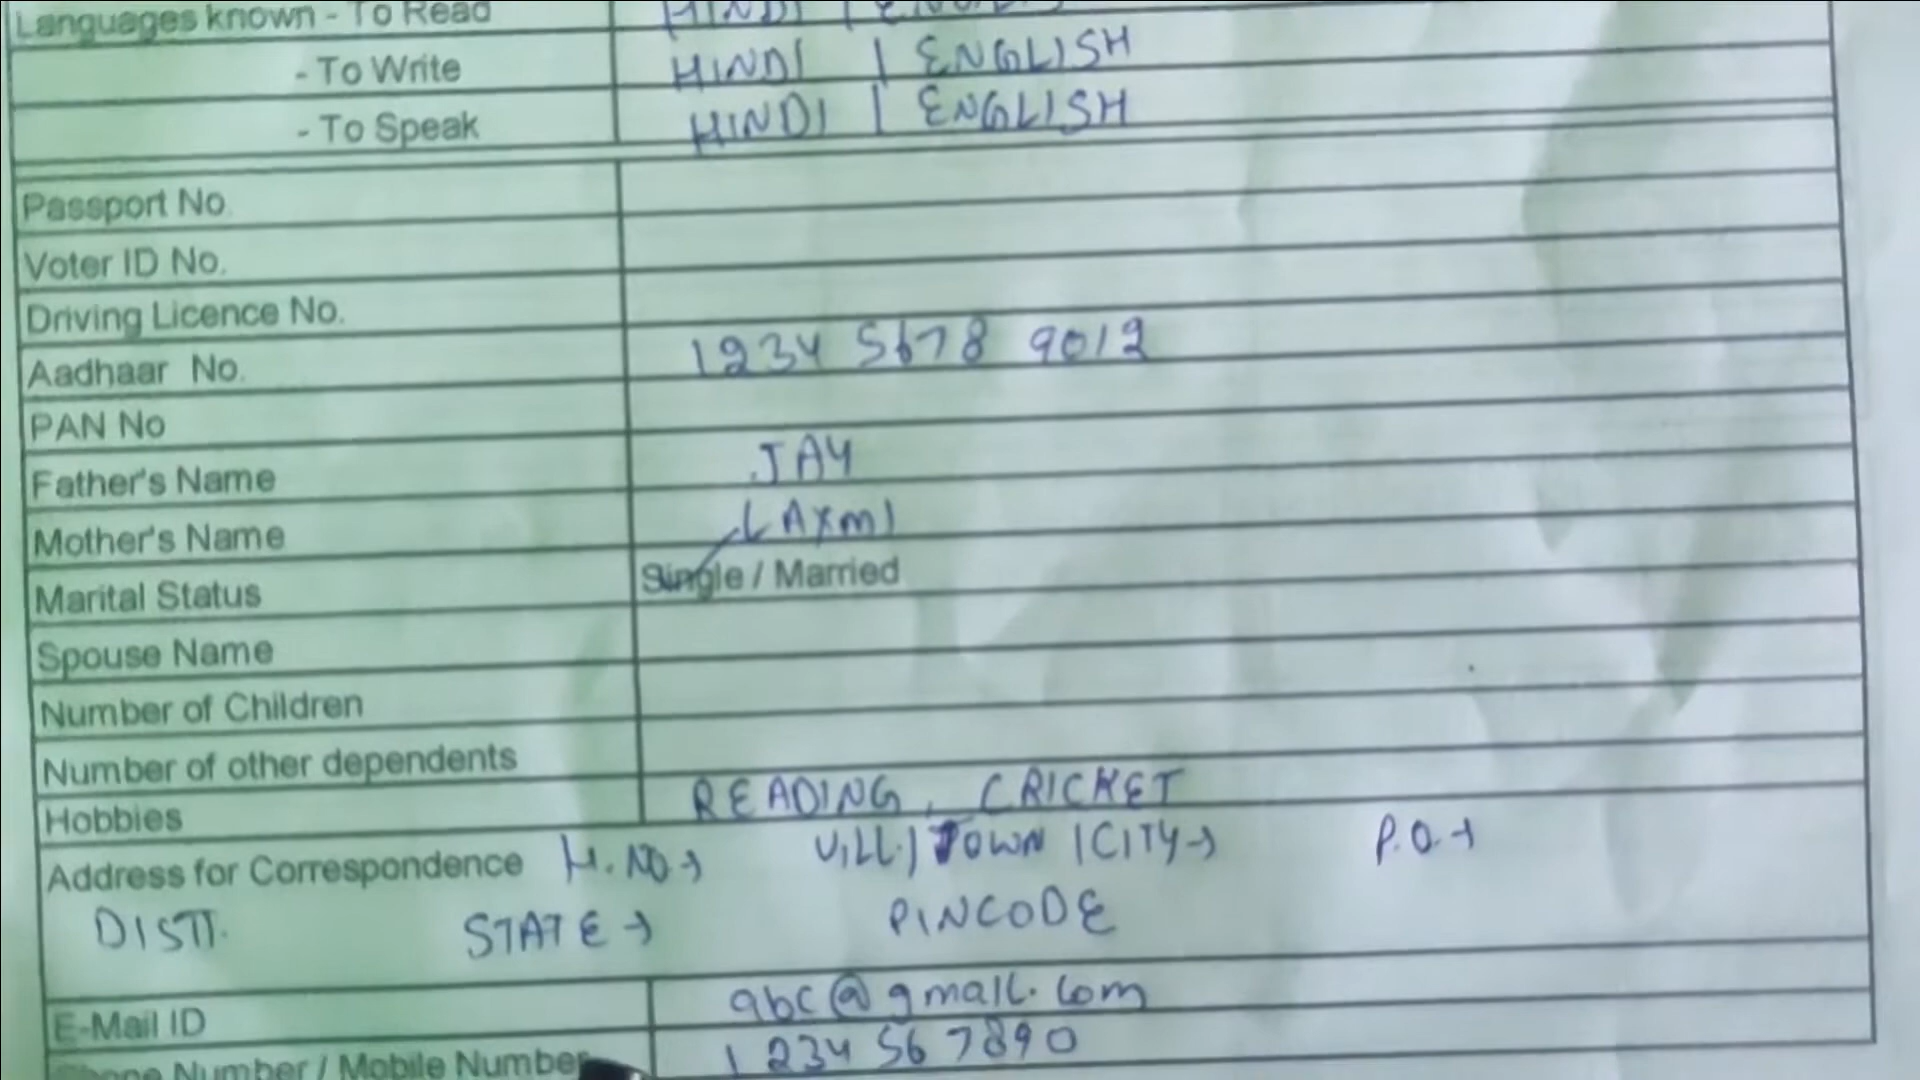 Languages known - To Read HINDI | ENGLISH
- To Write HINDI | ENGLISH
- To Speak HINDI | ENGLISH
Passport No
Voter ID No.
Driving Licence No.
Aadhaar No. 1234 5678 9012
PAN No
Father's Name JAY
Mother's Name LAXMI
Marital Status Single / Married
Spouse Name
Number of Children
Number of other dependents
Hobbies READING, CRICKET
Address for Correspondence H.NO→ VILL./TOWN/CITY→ P.O.→
DISTT. STATE→ PINCODE
E-Mail ID abc@gmail.com
Phone Number / Mobile Number 1234567890